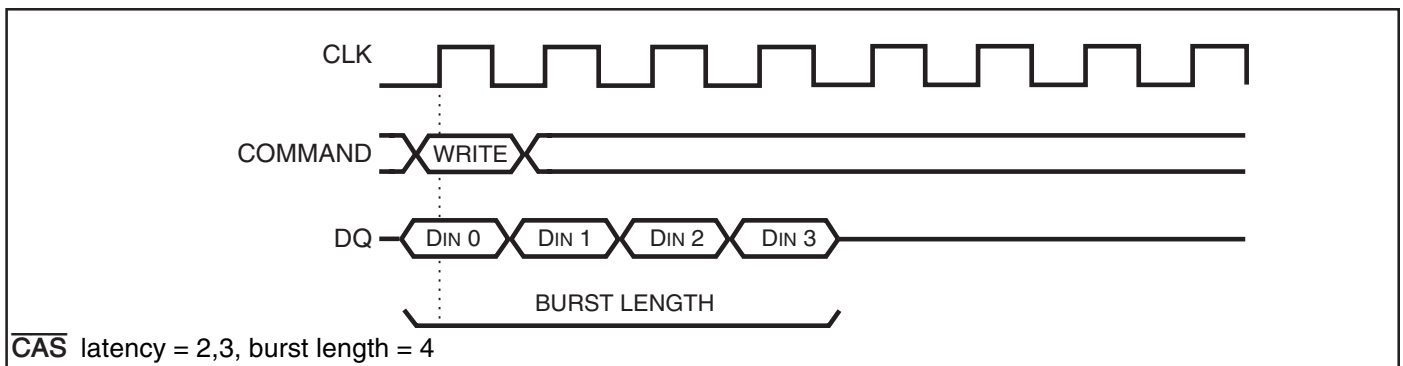 CLK
COMMAND WRITE
DQ DIN 0 DIN 1 DIN 2 DIN 3
BURST LENGTH
CAS latency = 2,3, burst length = 4